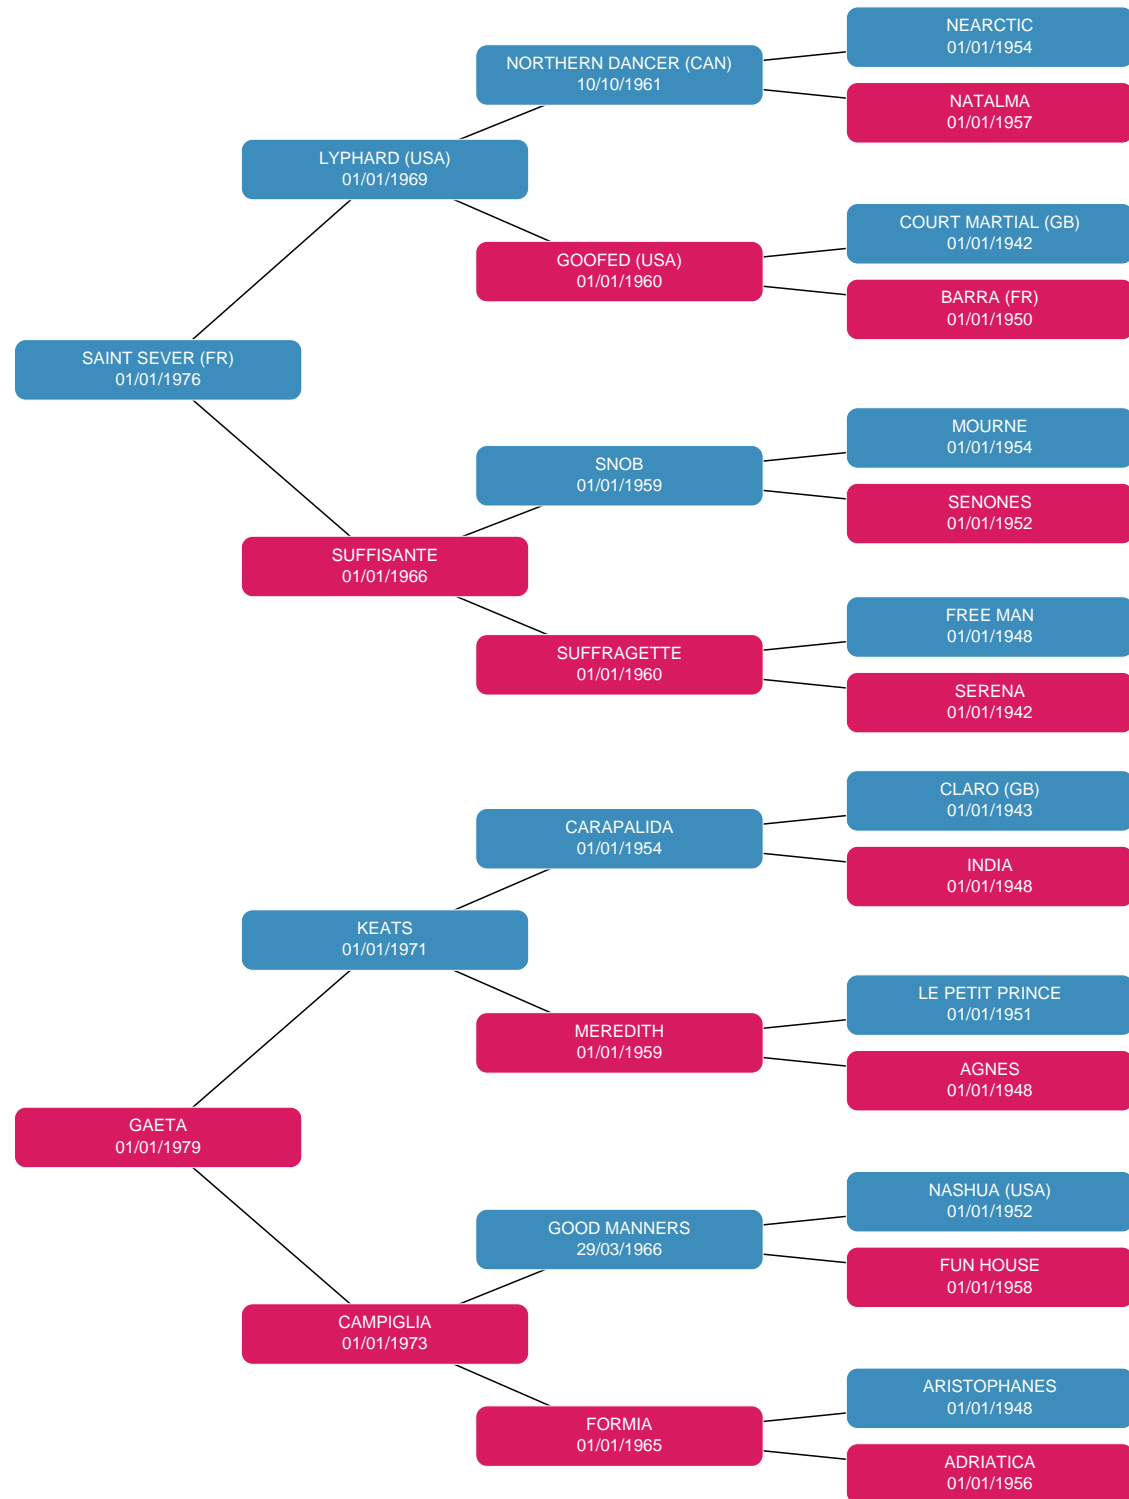 NEARCTIC
01/01/1954
NORTHERN DANCER (CAN)
10/10/1961
NATALMA
01/01/1957
LYPHARD (USA)
01/01/1969
COURT MARTIAL (GB)
01/01/1942
GOOFED (USA)
01/01/1960
BARRA (FR)
01/01/1950
SAINT SEVER (FR)
01/01/1976
MOURNE
01/01/1954
SNOB
01/01/1959
SENONES
01/01/1952
SUFFISANTE
01/01/1966
FREE MAN
01/01/1948
SUFFRAGETTE
01/01/1960
SERENA
01/01/1942
CLARO (GB)
01/01/1943
CARAPALIDA
01/01/1954
INDIA
01/01/1948
KEATS
01/01/1971
LE PETIT PRINCE
01/01/1951
MEREDITH
01/01/1959
AGNES
01/01/1948
GAETA
01/01/1979
NASHUA (USA)
01/01/1952
GOOD MANNERS
29/03/1966
FUN HOUSE
01/01/1958
CAMPIGLIA
01/01/1973
ARISTOPHANES
01/01/1948
FORMIA
01/01/1965
ADRIATICA
01/01/1956